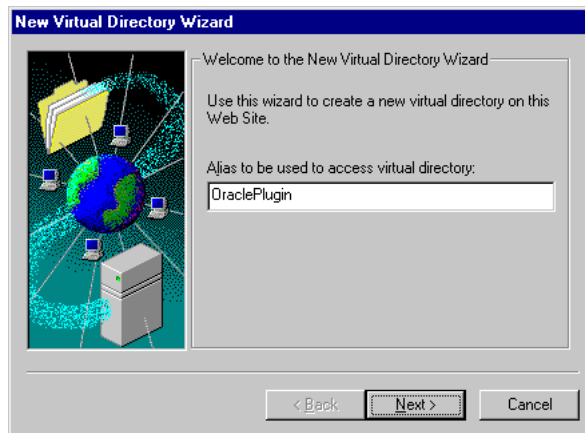 New Virtual Directory Wizard
Welcome to the New Virtual Directory Wizard
Use this wizard to create a new virtual directory on this
Web Site.
Alias to be used to access virtual directory:
OraclePlugin
< Back
Next >
Cancel